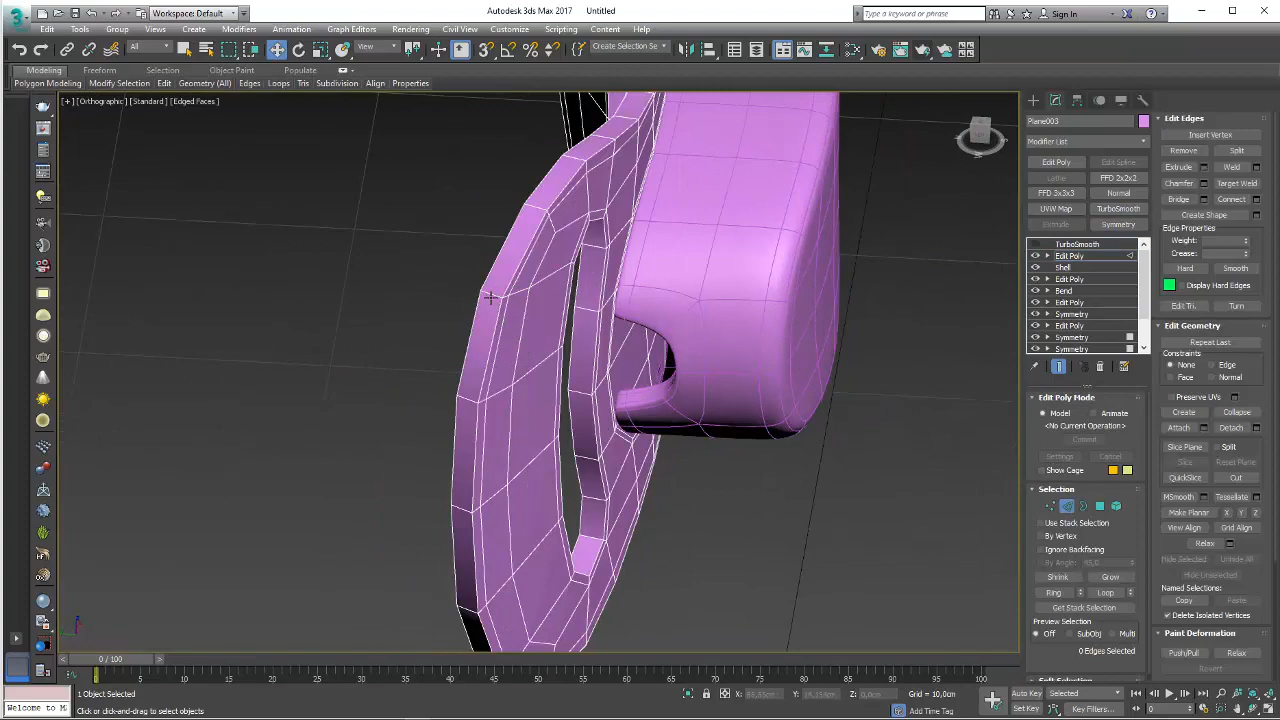 Workspace: Default
Autodesk 3ds Max 2017
Untitled
Type a keyword or phrase
Sign In
Edit
Tools
Group
Views
Create
Modifiers
Animation
Graph Editors
Rendering
Civil View
Customize
Scripting
Content
Help
All
View
Create Selection Se
Modeling
Freeform
Selection
Object Paint
Populate
Polygon Modeling
Modify Selection
Edit
Geometry (All)
Edges
Loops
Tris
Subdivision
Align
Properties
[+] [Orthographic] [Standard] [Edged Faces]
Plane003
Modifier List
Edit Poly
Edit Spline
Lathe
FFD 2x2x2
FFD 3x3x3
Normal
UVW Map
TurboSmooth
Extrude
Symmetry
TurboSmooth
Edit Poly
Shell
Edit Poly
Bend
Edit Poly
Symmetry
Edit Poly
Symmetry
Symmetry
Edit Poly Mode
Model
Animate
<No Current Operation>
Commit
Settings
Cancel
Show Cage
Selection
Use Stack Selection
By Vertex
Ignore Backfacing
By Angle:
45,0
Shrink
Grow
Ring
Loop
Get Stack Selection
Preview Selection
Off
SubObj
Multi
0 Edges Selected
Edit Edges
Insert Vertex
Remove
Split
Extrude
Weld
Chamfer
Target Weld
Bridge
Connect
Create Shape
Edge Properties
Weight:
Crease:
Hard
Smooth
Display Hard Edges
Edit Tri.
Turn
Edit Geometry
Repeat Last
Constraints
None
Edge
Face
Normal
Preserve UVs
Create
Collapse
Attach
Detach
Slice Plane
Split
Slice
Reset Plane
QuickSlice
Cut
MSmooth
Tessellate
Make Planar
X
Y
Z
View Align
Grid Align
Relax
Hide Selected
Unhide All
Hide Unselected
Named Selections:
Copy
Paste
Delete Isolated Vertices
Paint Deformation
Push/Pull
Relax
Revert
0 / 100
0
5
10
15
20
25
30
35
40
45
50
55
60
65
70
75
80
85
90
95
100
1 Object Selected
X:
Y:
Z:
0,0cm
Grid = 10,0cm
Auto Key
Selected
Welcome to M
Click or click-and-drag to select objects
Add Time Tag
Set Key
Key Filters...
0